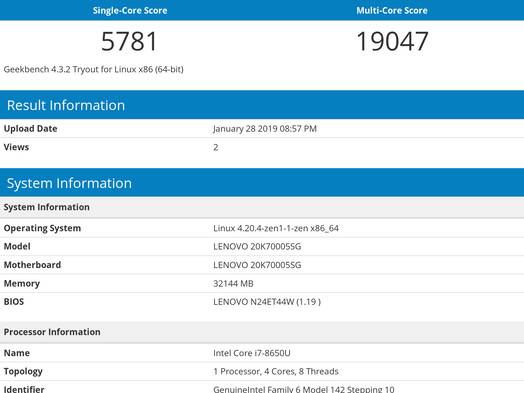 Single-Core Score Multi-Core Score
5781 19047
Geekbench 4.3.2 Tryout for Linux x86 (64-bit)
Result Information
Upload Date January 28 2019 08:57 PM
Views 2
System Information
System Information
Operating System Linux 4.20.4-zen1-1-zen x86_64
Model LENOVO 20K70005SG
Motherboard LENOVO 20K70005SG
Memory 32144 MB
BIOS LENOVO N24ET44W (1.19 )
Processor Information
Name Intel Core i7-8650U
Topology 1 Processor, 4 Cores, 8 Threads
Identifier GenuineIntel Family 6 Model 142 Stepping 10